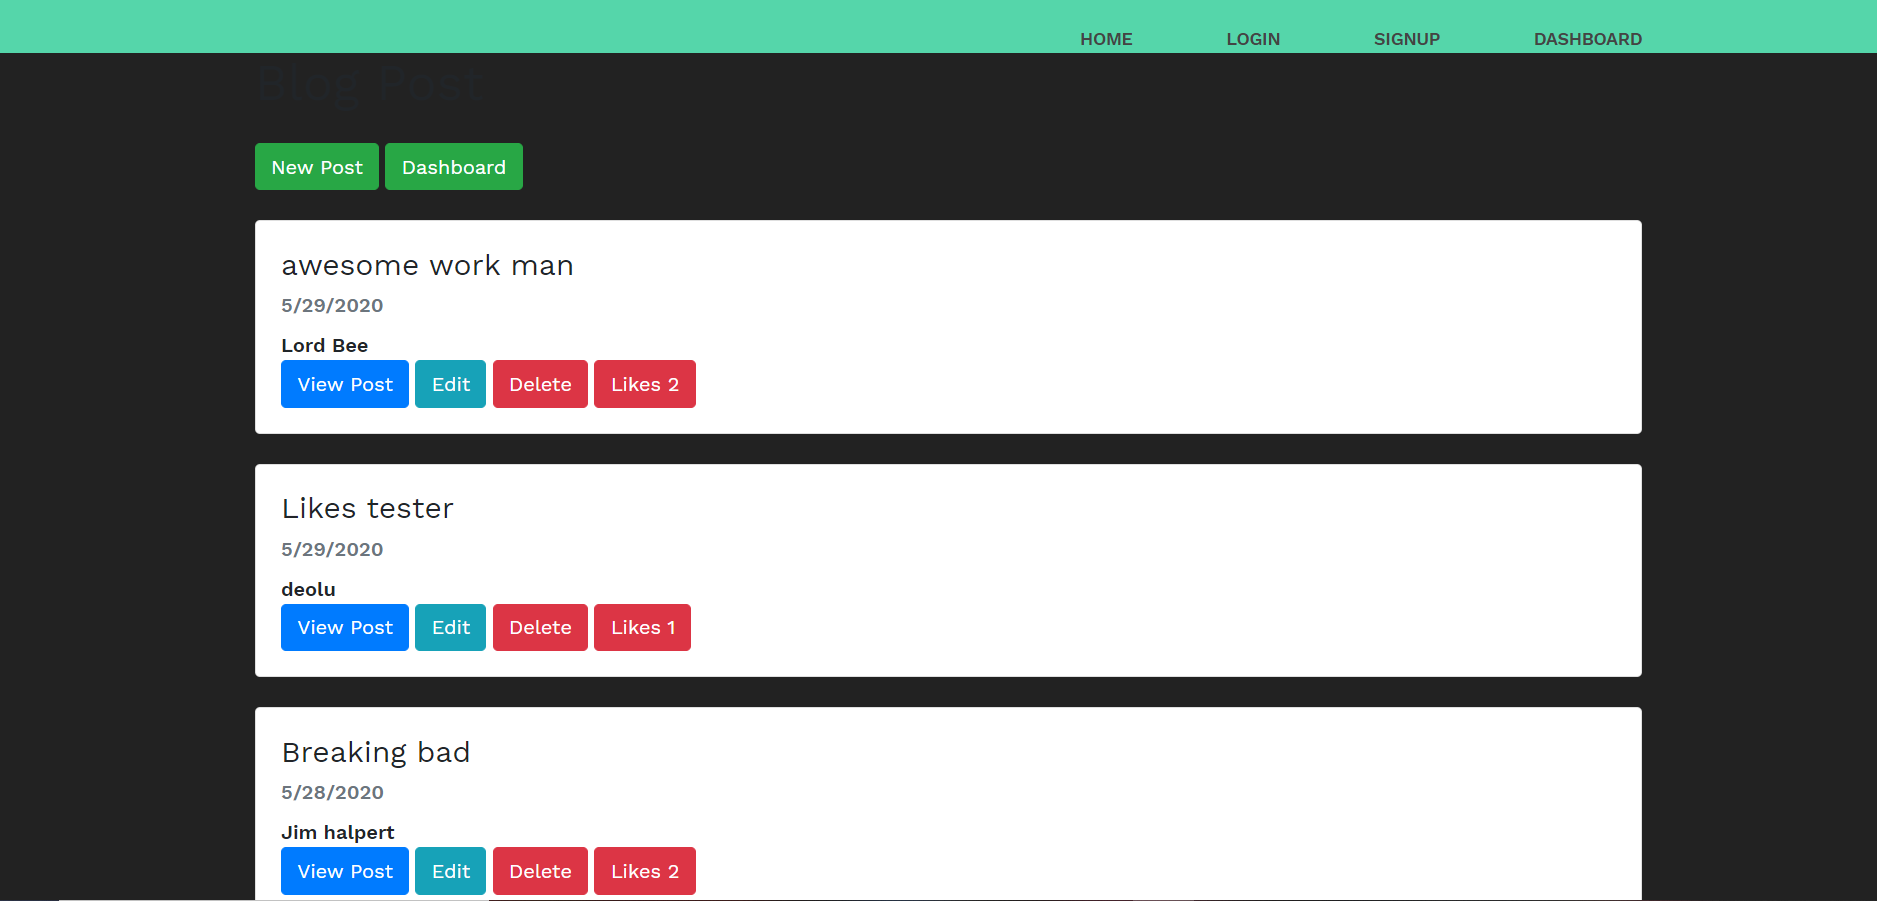 HOME LOGIN SIGNUP DASHBOARD
Blog Post
New Post Dashboard
awesome work man
5/29/2020
Lord Bee
View Post Edit Delete Likes 2
Likes tester
5/29/2020
deolu
View Post Edit Delete Likes 1
Breaking bad
5/28/2020
Jim halpert
View Post Edit Delete Likes 2